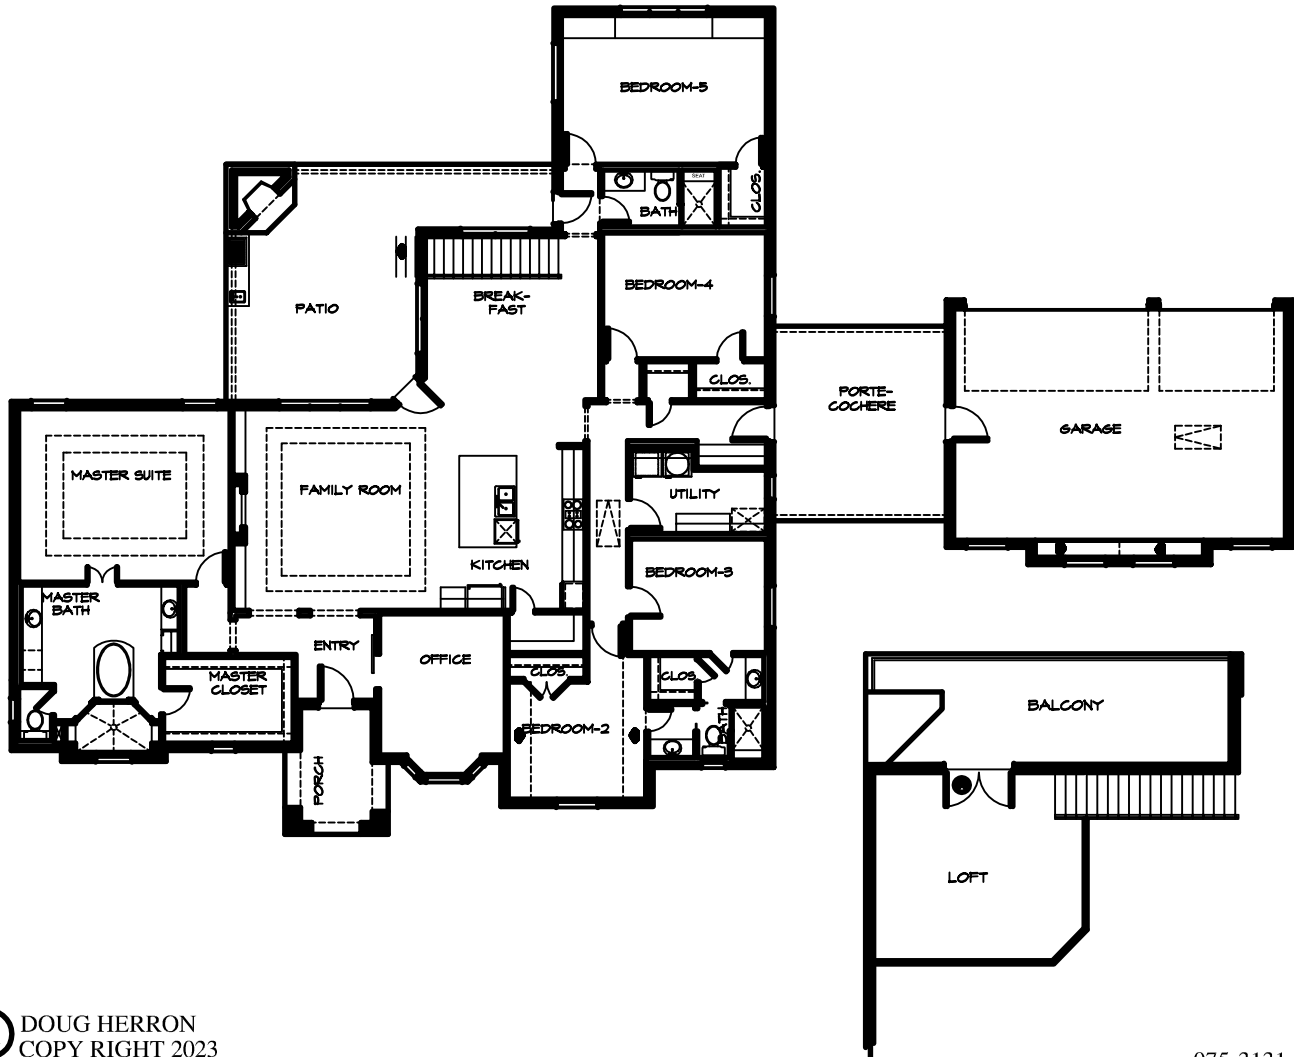 BEDROOM-5
SEAT
BATH
CLOS.
BEDROOM-4
BREAK-
FAST
PATIO
CLOS.
PORTE-
COCHERE
GARAGE
MASTER SUITE
FAMILY ROOM
UTILITY
KITCHEN
BEDROOM-3
MASTER
BATH
ENTRY
OFFICE
MASTER
CLOSET
CLOS.
CLOS.
BEDROOM-2
BATH
PORCH
BALCONY
LOFT
DOUG HERRON
COPY RIGHT 2023